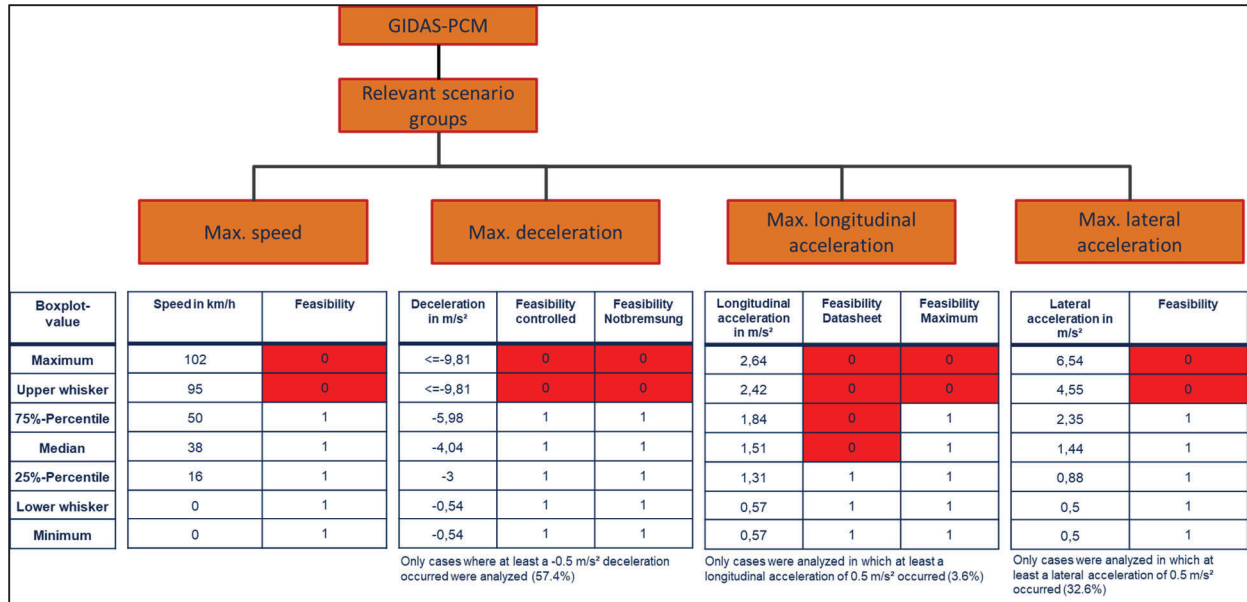 GIDAS-PCM
Relevant scenario
groups
Max. speed
Max. deceleration
Max. longitudinal
acceleration
Max. lateral
acceleration
Boxplot-
value
Maximum
Upper whisker
75%-Percentile
Median
25%-Percentile
Lower whisker
Minimum
Speed in km/h Feasibility
102 0
95 0
50 1
38 1
16 1
0 1
0 1
Deceleration
in m/s²
Feasibility
controlled
Feasibility
Notbremsung
<=-9,81 0 0
<=-9,81 0 0
-5,98 1 1
-4,04 1 1
-3 1 1
-0,54 1 1
-0,54 1 1
Only cases where at least a -0.5 m/s² deceleration
occurred were analyzed (57.4%)
Longitudinal
acceleration
in m/s²
Feasibility
Datasheet
Feasibility
Maximum
2,64 0 0
2,42 0 0
1,84 0 1
1,51 0 1
1,31 1 1
0,57 1 1
0,57 1 1
Only cases were analyzed in which at least a
longitudinal acceleration of 0.5 m/s² occurred (3.6%)
Lateral
acceleration in
m/s²
Feasibility
6,54 0
4,55 0
2,35 1
1,44 1
0,88 1
0,5 1
0,5 1
Only cases were analyzed in which at
least a lateral acceleration of 0.5 m/s²
occurred (32.6%)